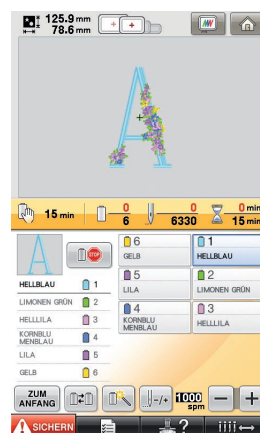 125.9 mm
78.6 mm
15 min
0
6
0
6330
0 min
15 min
HELLBLAU 1
LIMONEN GRÜN 2
HELLLILA 3
KORNBLU
MENBLAU 4
LILA 5
GELB 6
6
GELB
1
HELLBLAU
5
LILA
2
LIMONEN GRÜN
4
KORNBLU
MENBLAU
3
HELLLILA
ZUM
ANFANG
-/+
1000
spm
- +
SICHERN
?